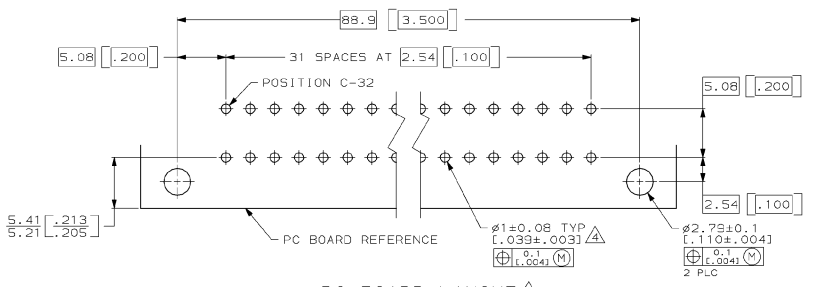 88.9 [3.500]
5.08 [.200]
31 SPACES AT 2.54 [.100]
POSITION C-32
5.08 [.200]
2.54 [.100]
5.41 [.213]
5.21 [.205]
PC BOARD REFERENCE
ø1±0.08 TYP
[.039±.003] 4
⌖ 0.1 [.004] Ⓜ
ø2.79±0.1
[.110±.004]
⌖ 0.1 [.004] Ⓜ
2 PLC